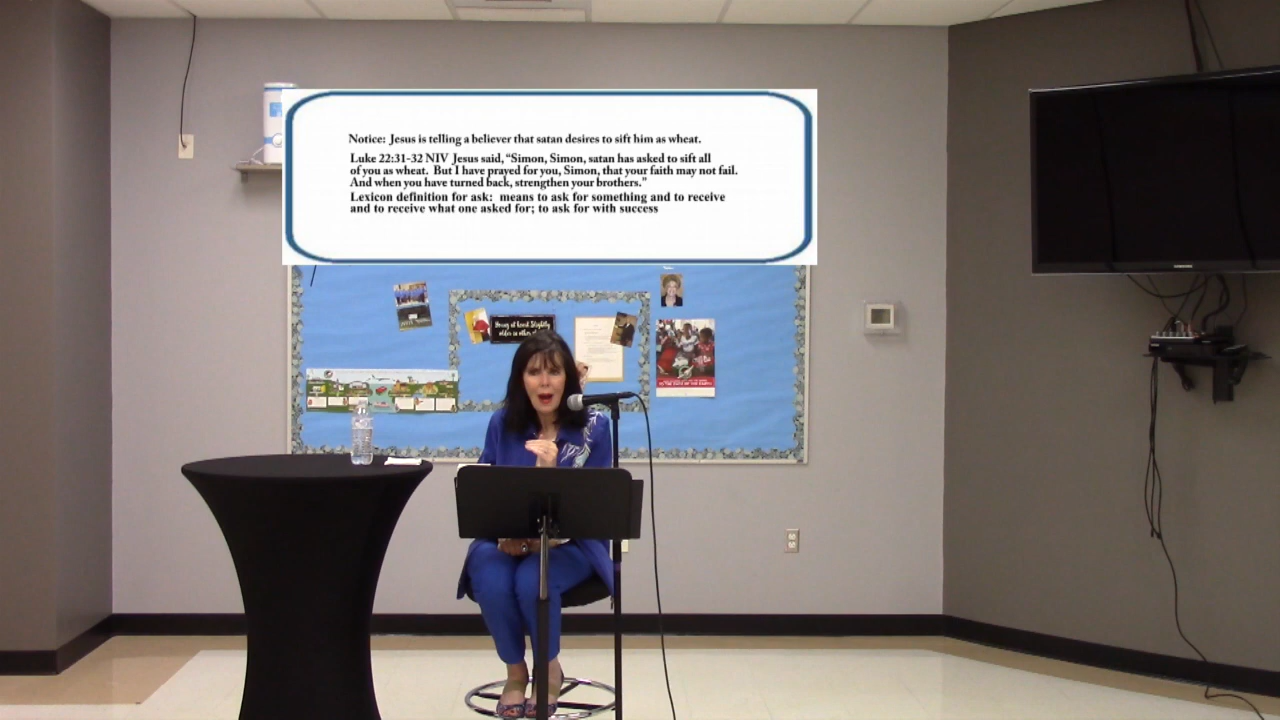 Notice: Jesus is telling a believer that satan desires to sift him as wheat.
Luke 22:31-32 NIV Jesus said, “Simon, Simon, satan has asked to sift all
of you as wheat. But I have prayed for you, Simon, that your faith may not fail.
And when you have turned back, strengthen your brothers.”
Lexicon definition for ask: means to ask for something and to receive
and to receive what one asked for; to ask for with success